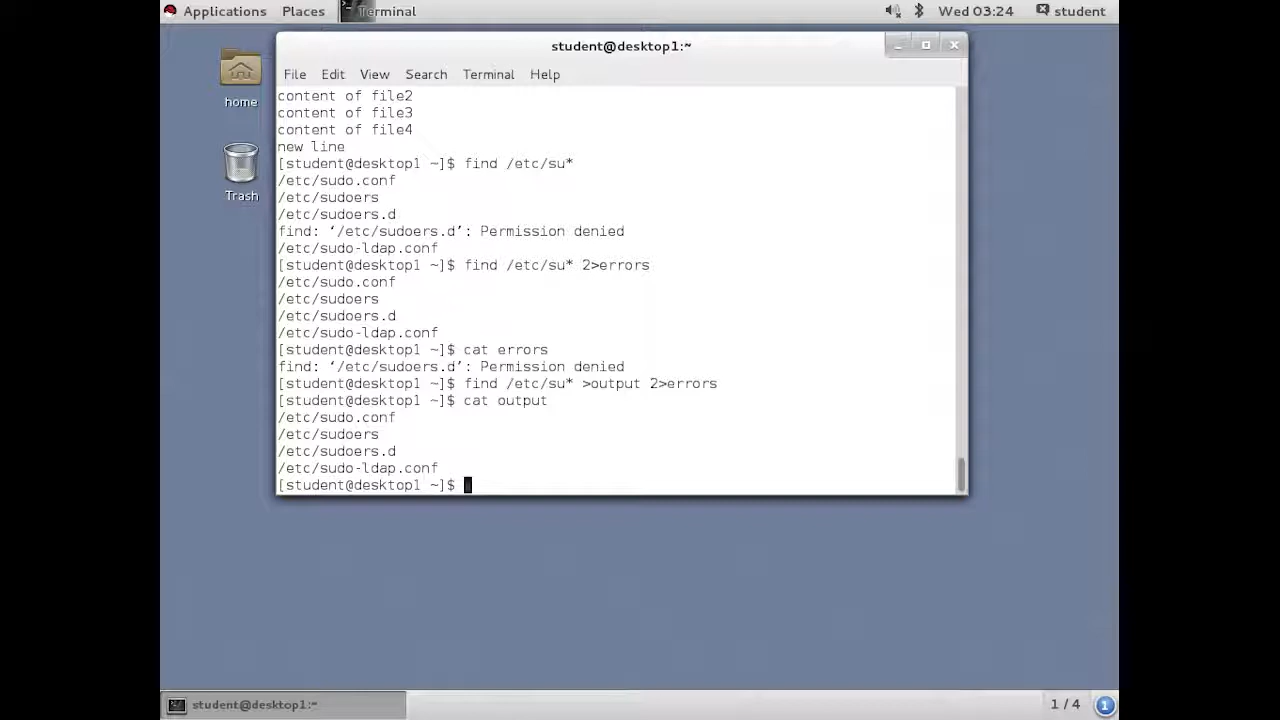 Applications Places Terminal Wed 03:24 student
student@desktop1:~
File Edit View Search Terminal Help
home
Trash
content of file2
content of file3
content of file4
new line
[student@desktop1 ~]$ find /etc/su*
/etc/sudo.conf
/etc/sudoers
/etc/sudoers.d
find: ‘/etc/sudoers.d’: Permission denied
/etc/sudo-ldap.conf
[student@desktop1 ~]$ find /etc/su* 2>errors
/etc/sudo.conf
/etc/sudoers
/etc/sudoers.d
/etc/sudo-ldap.conf
[student@desktop1 ~]$ cat errors
find: ‘/etc/sudoers.d’: Permission denied
[student@desktop1 ~]$ find /etc/su* >output 2>errors
[student@desktop1 ~]$ cat output
/etc/sudo.conf
/etc/sudoers
/etc/sudoers.d
/etc/sudo-ldap.conf
[student@desktop1 ~]$
student@desktop1:~ 1 / 4 1